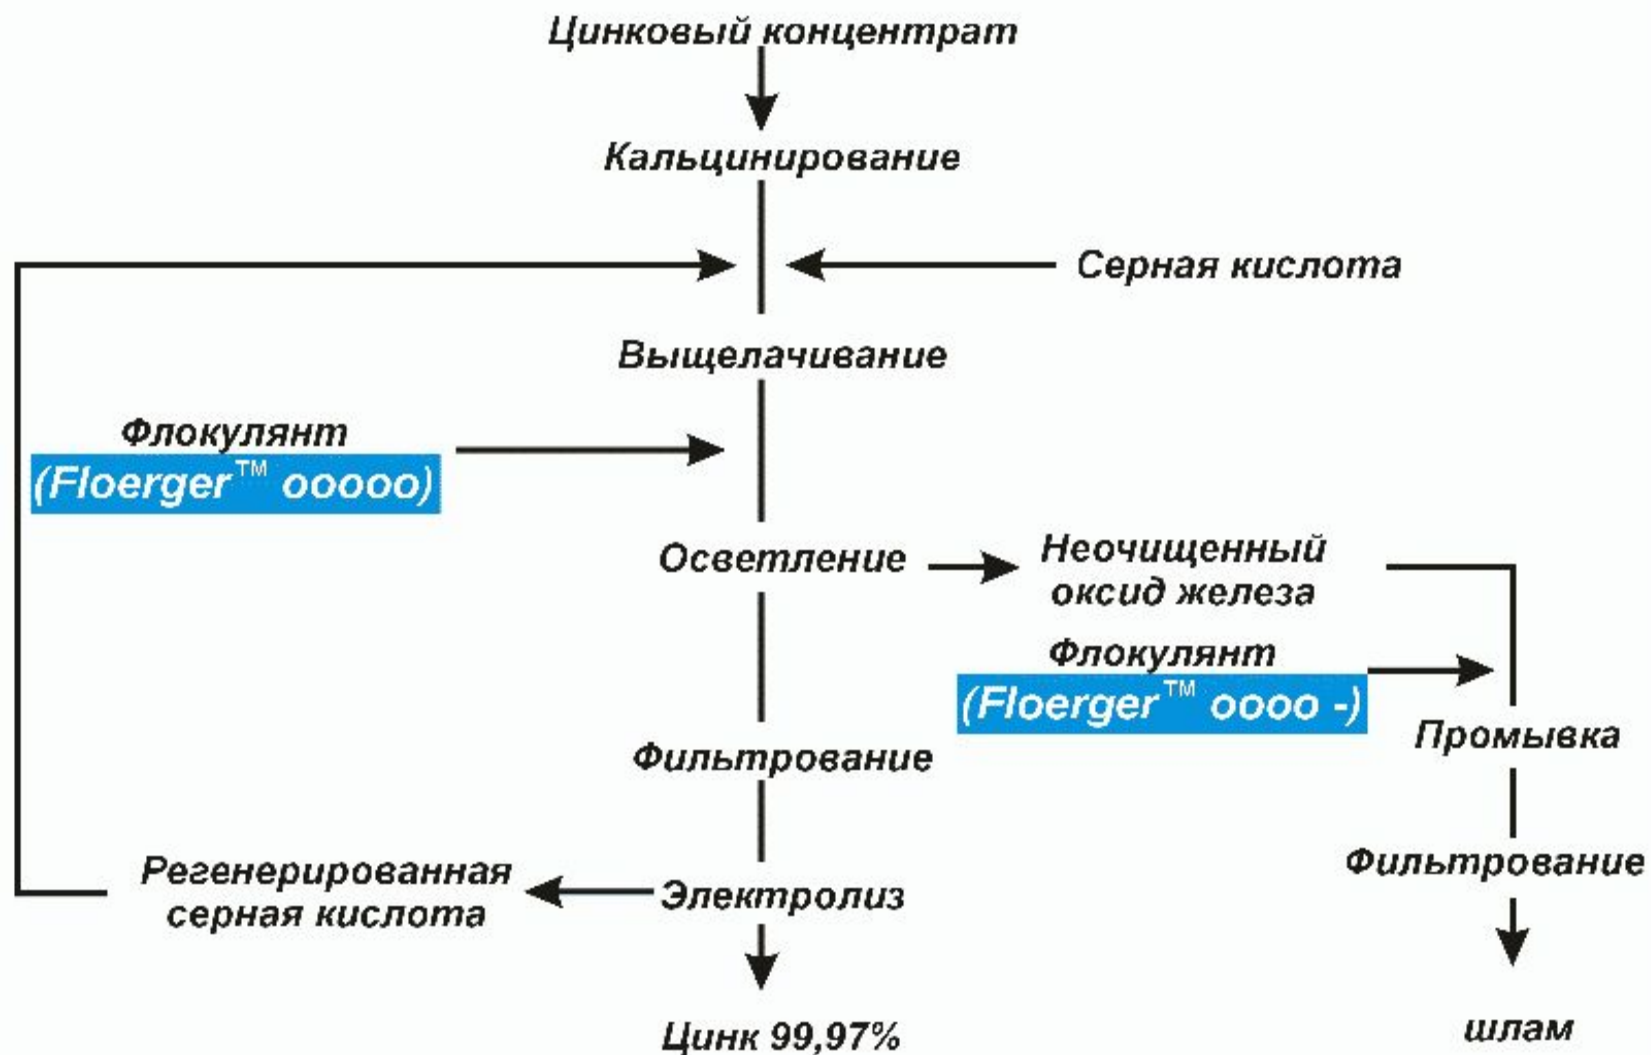 Цинковый концентрат
Кальцинирование
Серная кислота
Выщелачивание
Флокулянт
(Floerger™ ooooo)
Осветление
Неочищенный
оксид железа
Флокулянт
(Floerger™ oooo -)
Промывка
Фильтрование
Фильтрование
Регенерированная
серная кислота
Электролиз
Цинк 99,97%
шлам